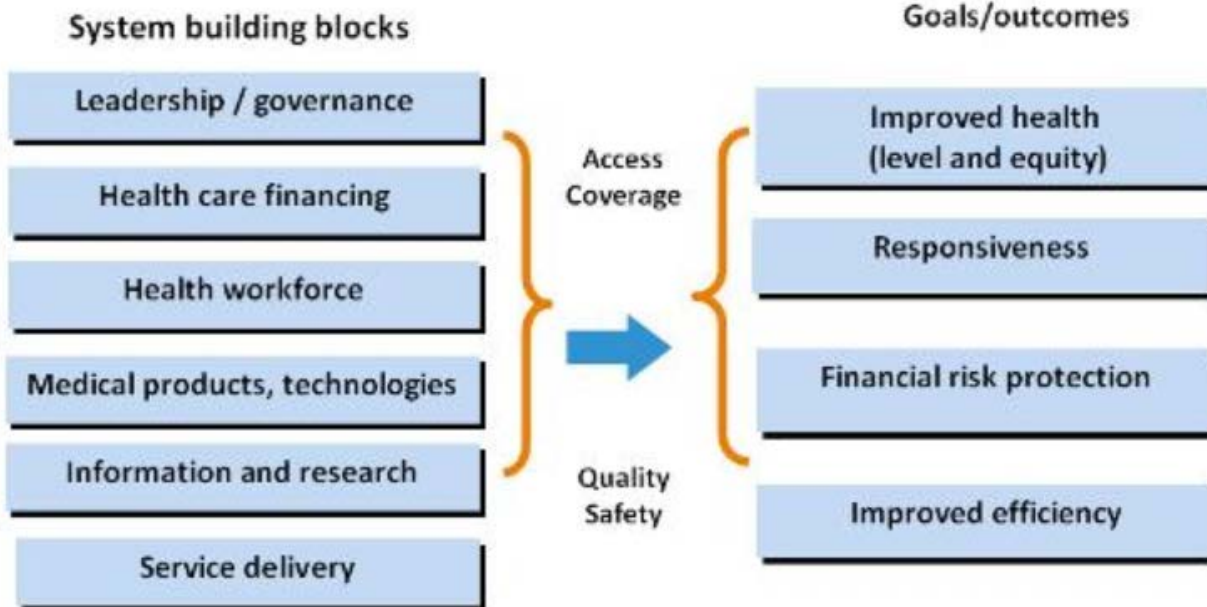 System building blocks
Leadership / governance
Health care financing
Health workforce
Medical products, technologies
Information and research
Service delivery
Access
Coverage
Quality
Safety
Goals/outcomes
Improved health
(level and equity)
Responsiveness
Financial risk protection
Improved efficiency